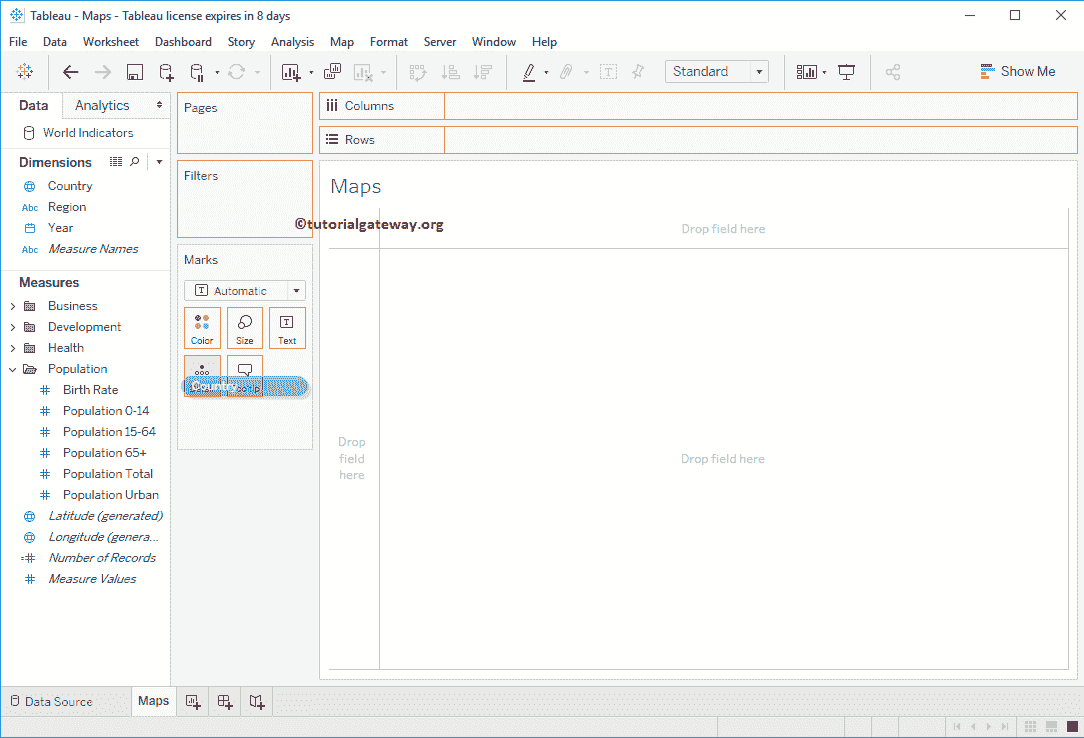 Tableau - Maps - Tableau license expires in 8 days
File Data Worksheet Dashboard Story Analysis Map Format Server Window Help
Standard
Show Me
Data Analytics
World Indicators
Dimensions
Country
Abc Region
Year
Abc Measure Names
Measures
Business
Development
Health
Population
Birth Rate
Population 0-14
Population 15-64
Population 65+
Population Total
Population Urban
Latitude (generated)
Longitude (genera...
Number of Records
Measure Values
Pages
Filters
Marks
Automatic
Color Size Text
Country
Columns
Rows
Maps
©tutorialgateway.org
Drop field here
Drop
field
here
Drop field here
Data Source Maps